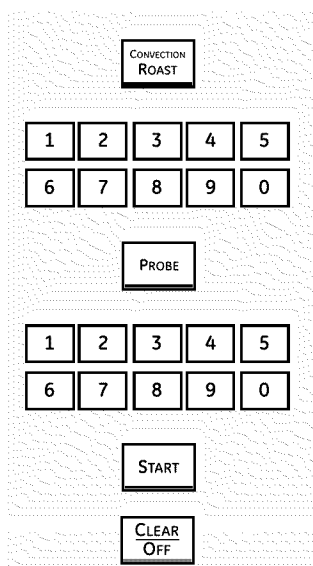 CONVECTION
ROAST
1 2 3 4 5
6 7 8 9 0
PROBE
1 2 3 4 5
6 7 8 9 0
START
CLEAR
OFF